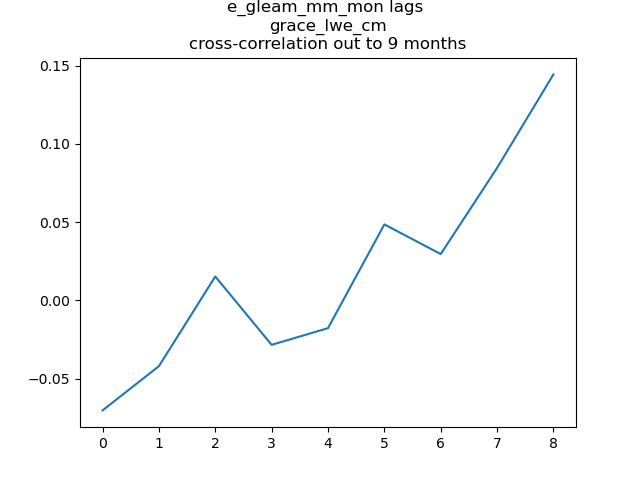 e_gleam_mm_mon lags
grace_lwe_cm
cross-correlation out to 9 months
0.15
0.10
0.05
0.00
−0.05
0 1 2 3 4 5 6 7 8